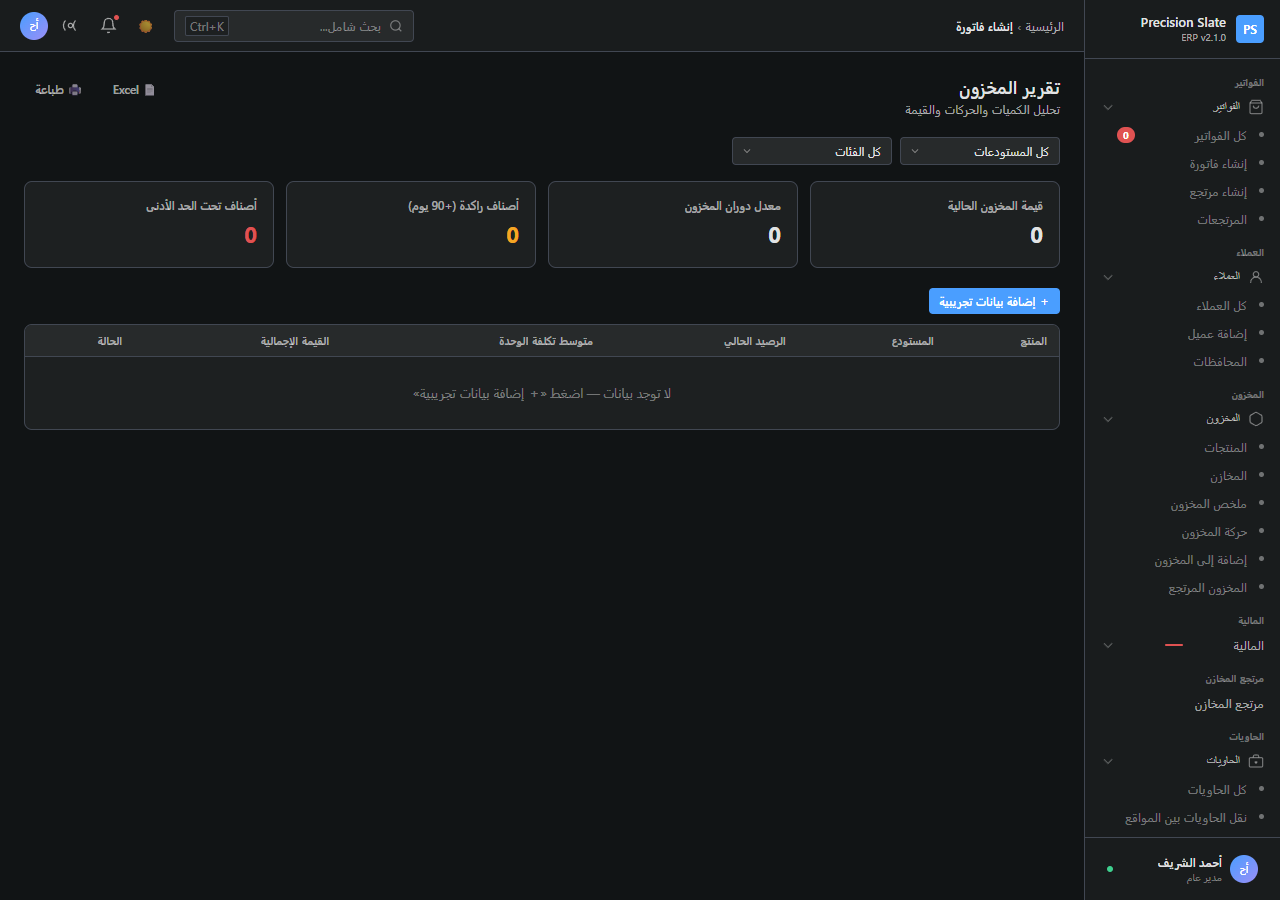 Precision Slate
ERP v2.1.0
PS
الفواتير
الفواتير
كل الفواتير
0
إنشاء فاتورة
إنشاء مرتجع
المرتجعات
العملاء
العملاء
كل العملاء
إضافة عميل
المحافظات
المخزون
المخزون
المنتجات
المخازن
ملخص المخزون
حركة المخزون
إضافة إلى المخزون
المخزون المرتجع
المالية
المالية
مرتجع المخازن
مرتجع المخازن
الحاويات
الحاويات
كل الحاويات
نقل الحاويات بين المواقع
أحمد الشريف
مدير عام
أح
الرئيسية › إنشاء فاتورة
بحث شامل...
Ctrl+K
أح
تقرير المخزون
تحليل الكميات والحركات والقيمة
Excel
طباعة
كل المستودعات
كل الفئات
قيمة المخزون الحالية
0
معدل دوران المخزون
0
أصناف راكدة (+90 يوم)
0
أصناف تحت الحد الأدنى
0
+ إضافة بيانات تجريبية
المنتج المستودع الرصيد الحالي متوسط تكلفة الوحدة القيمة الإجمالية الحالة
لا توجد بيانات — اضغط «+ إضافة بيانات تجريبية»